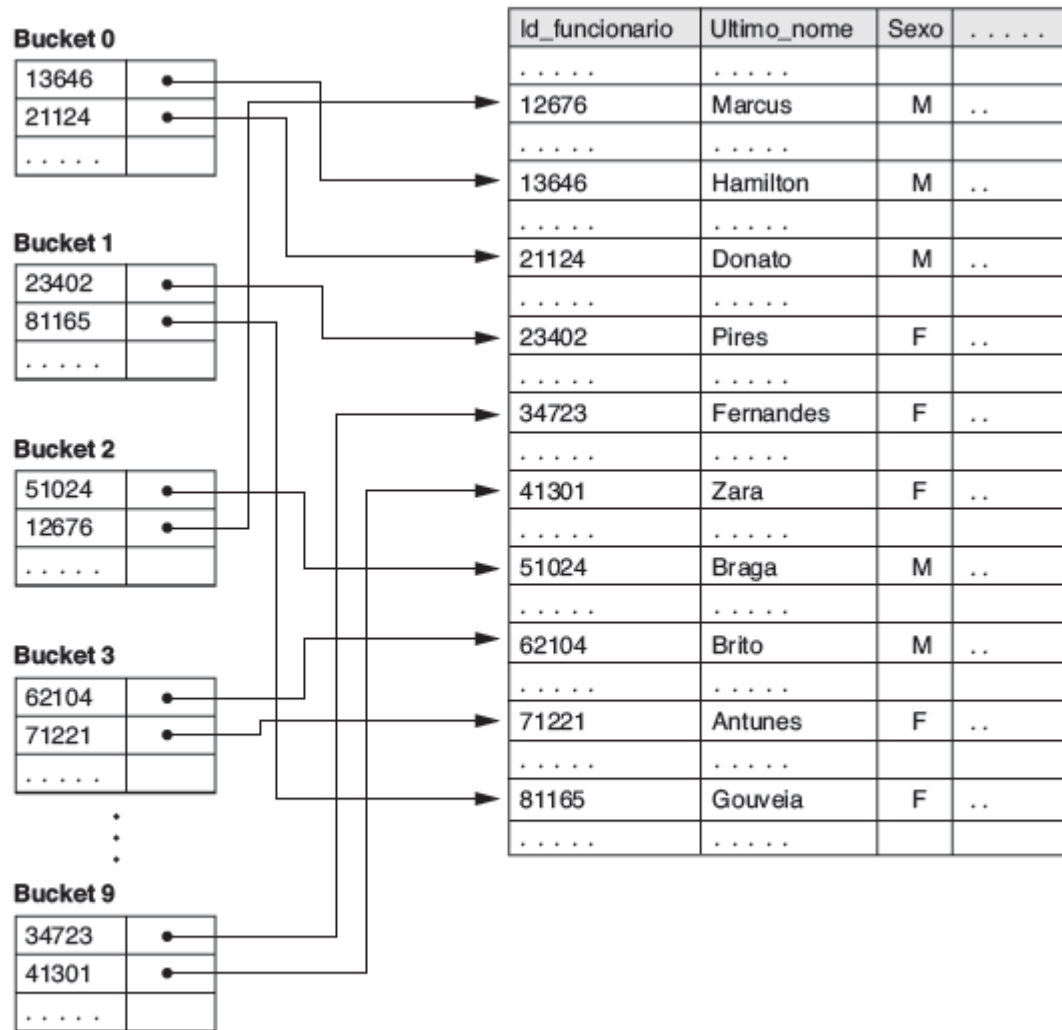 Bucket 0
13646
21124
. . . . .
Bucket 1
23402
81165
. . . . .
Bucket 2
51024
12676
. . . . .
Bucket 3
62104
71221
. . . . .
Bucket 9
34723
41301
. . . . .
Id_funcionario Ultimo_nome Sexo . . . . .
. . . . . . . . . .
12676 Marcus M . .
. . . . . . . . . .
13646 Hamilton M . .
. . . . . . . . . .
21124 Donato M . .
. . . . . . . . . .
23402 Pires F . .
. . . . . . . . . .
34723 Fernandes F . .
. . . . . . . . . .
41301 Zara F . .
. . . . . . . . . .
51024 Braga M . .
. . . . . . . . . .
62104 Brito M . .
. . . . . . . . . .
71221 Antunes F . .
. . . . . . . . . .
81165 Gouveia F . .
. . . . . . . . . .